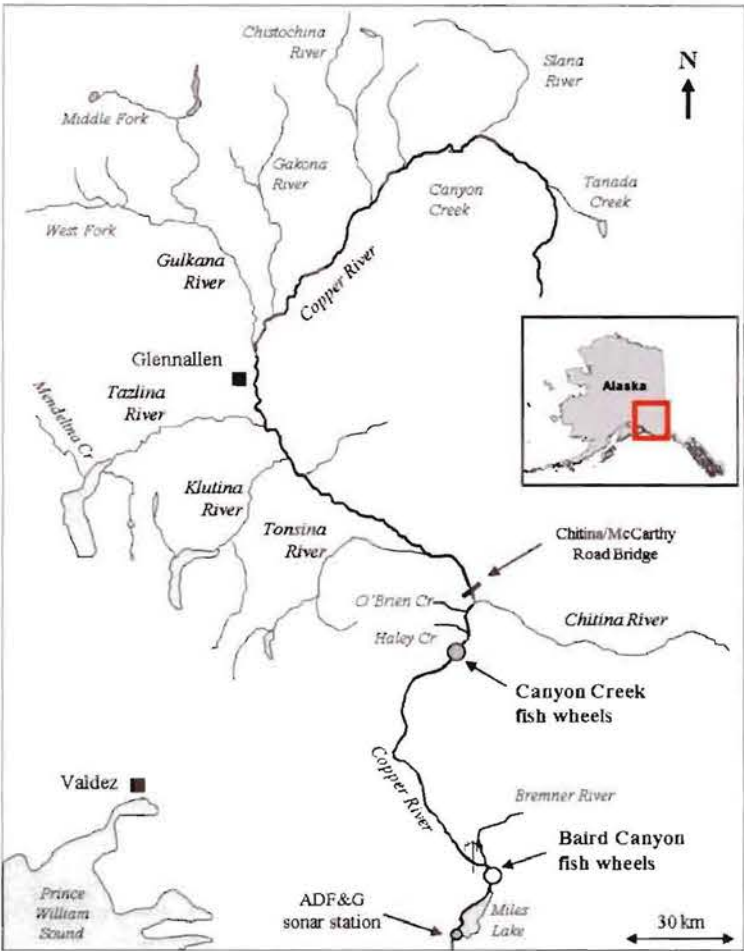 Chistochina
River
Slana
River
N
Middle Fork
Gakona
River
Canyon
Creek
Tanada
Creek
West Fork
Gulkana
River
Copper River
Glennallen
Alaska
Tazlina
River
Mendeltna Cr
Klutina
River
Tonsina
River
Chitina/McCarthy
Road Bridge
O'Brien Cr
Chitina River
Haley Cr
Canyon Creek
fish wheels
Copper River
Valdez
Bremner River
Baird Canyon
fish wheels
Prince
William
Sound
ADF&G
sonar station
Miles
Lake
30 km